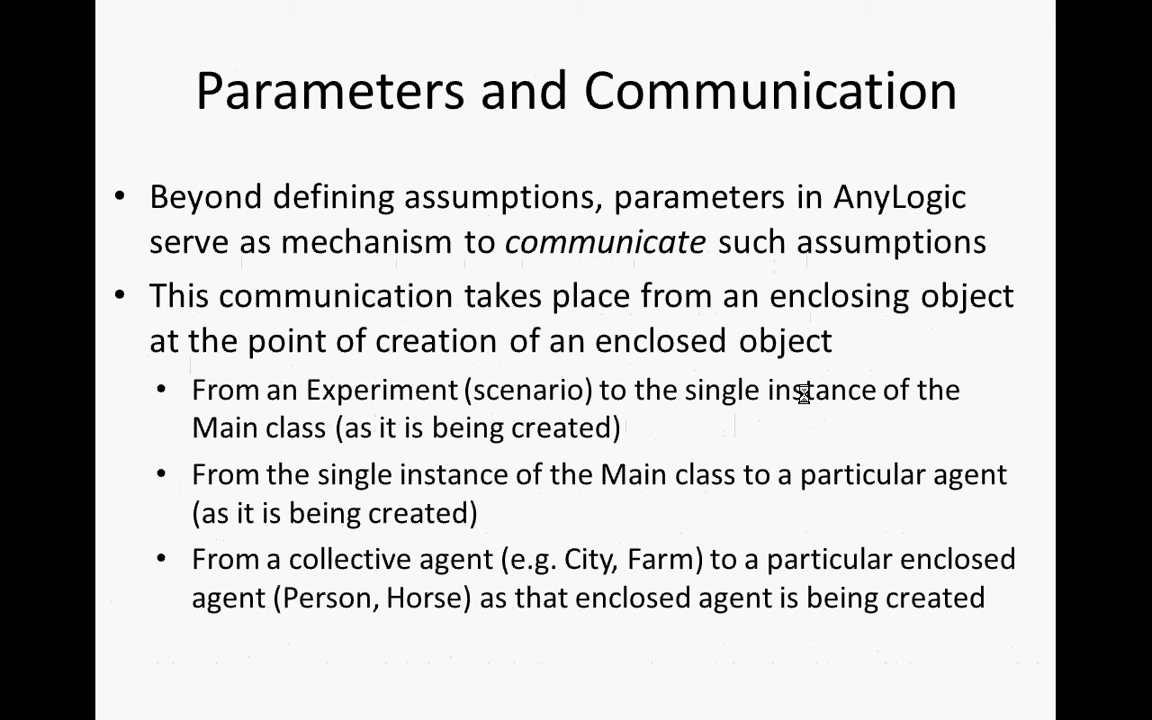 Parameters and Communication
• Beyond defining assumptions, parameters in AnyLogic
serve as mechanism to communicate such assumptions
• This communication takes place from an enclosing object
at the point of creation of an enclosed object
• From an Experiment (scenario) to the single instance of the
Main class (as it is being created)
• From the single instance of the Main class to a particular agent
(as it is being created)
• From a collective agent (e.g. City, Farm) to a particular enclosed
agent (Person, Horse) as that enclosed agent is being created